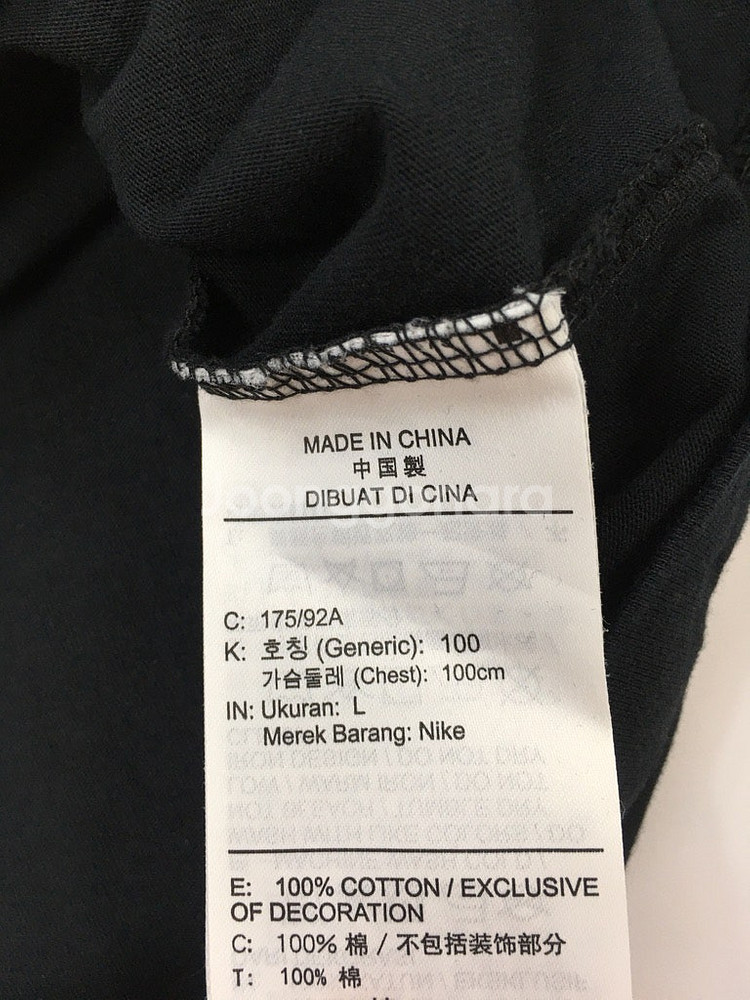 MADE IN CHINA
中国製
DIBUAT DI CINA
C: 175/92A
K: 호칭 (Generic): 100
가슴둘레 (Chest): 100cm
IN: Ukuran: L
Merek Barang: Nike
E: 100% COTTON / EXCLUSIVE
OF DECORATION
C: 100% 棉 / 不包括装饰部分
T: 100% 棉